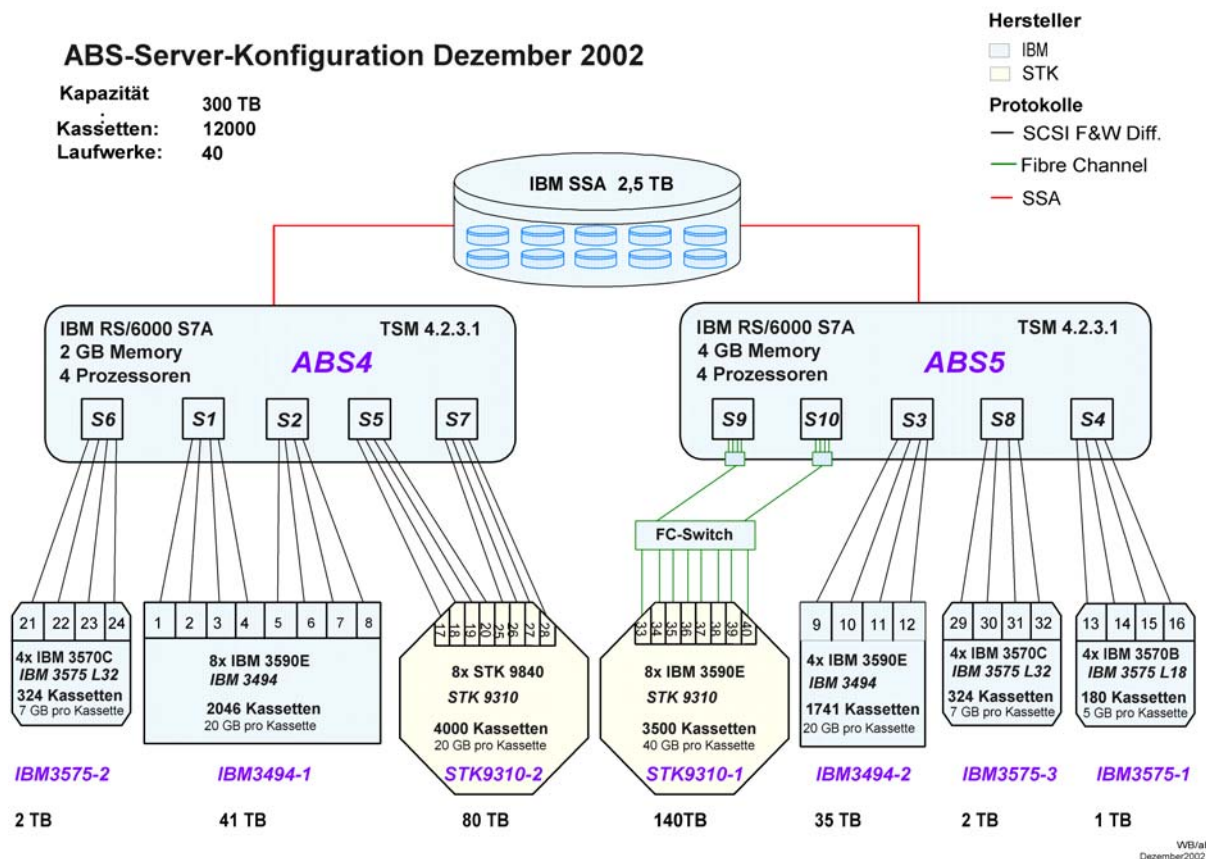 ABS-Server-Konfiguration Dezember 2002
Kapazität : 300 TB
Kassetten: 12000
Laufwerke: 40
Hersteller
IBM
STK
Protokolle
SCSI F&W Diff.
Fibre Channel
SSA
IBM SSA 2,5 TB
IBM RS/6000 S7A TSM 4.2.3.1
2 GB Memory
4 Prozessoren
ABS4
S6 S1 S2 S5 S7
IBM RS/6000 S7A TSM 4.2.3.1
4 GB Memory
4 Prozessoren
ABS5
S9 S10 S3 S8 S4
FC-Switch
21 22 23 24
4x IBM 3570C
IBM 3575 L32
324 Kassetten
7 GB pro Kassette
IBM3575-2
2 TB
1 2 3 4 5 6 7 8
8x IBM 3590E
IBM 3494
2046 Kassetten
20 GB pro Kassette
IBM3494-1
41 TB
17 18 19 20 25 26 27 28
8x STK 9840
STK 9310
4000 Kassetten
20 GB pro Kassette
STK9310-2
80 TB
33 34 35 36 37 38 39 40
8x IBM 3590E
STK 9310
3500 Kassetten
40 GB pro Kassette
STK9310-1
140TB
9 10 11 12
4x IBM 3590E
IBM 3494
1741 Kassetten
20 GB pro Kassette
IBM3494-2
35 TB
29 30 31 32
4x IBM 3570C
IBM 3575 L32
324 Kassetten
7 GB pro Kassette
IBM3575-3
2 TB
13 14 15 16
4x IBM 3570B
IBM 3575 L18
180 Kassetten
5 GB pro Kassette
IBM3575-1
1 TB
WB/al
Dezember2002